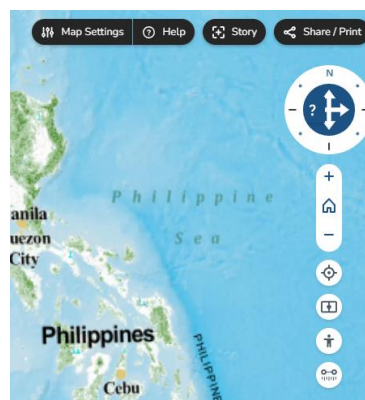 Map Settings
Help
Story
Share / Print
N
?
Philippine
Sea
anila
uezon
City
Philippines
Cebu
PHILIPPINE